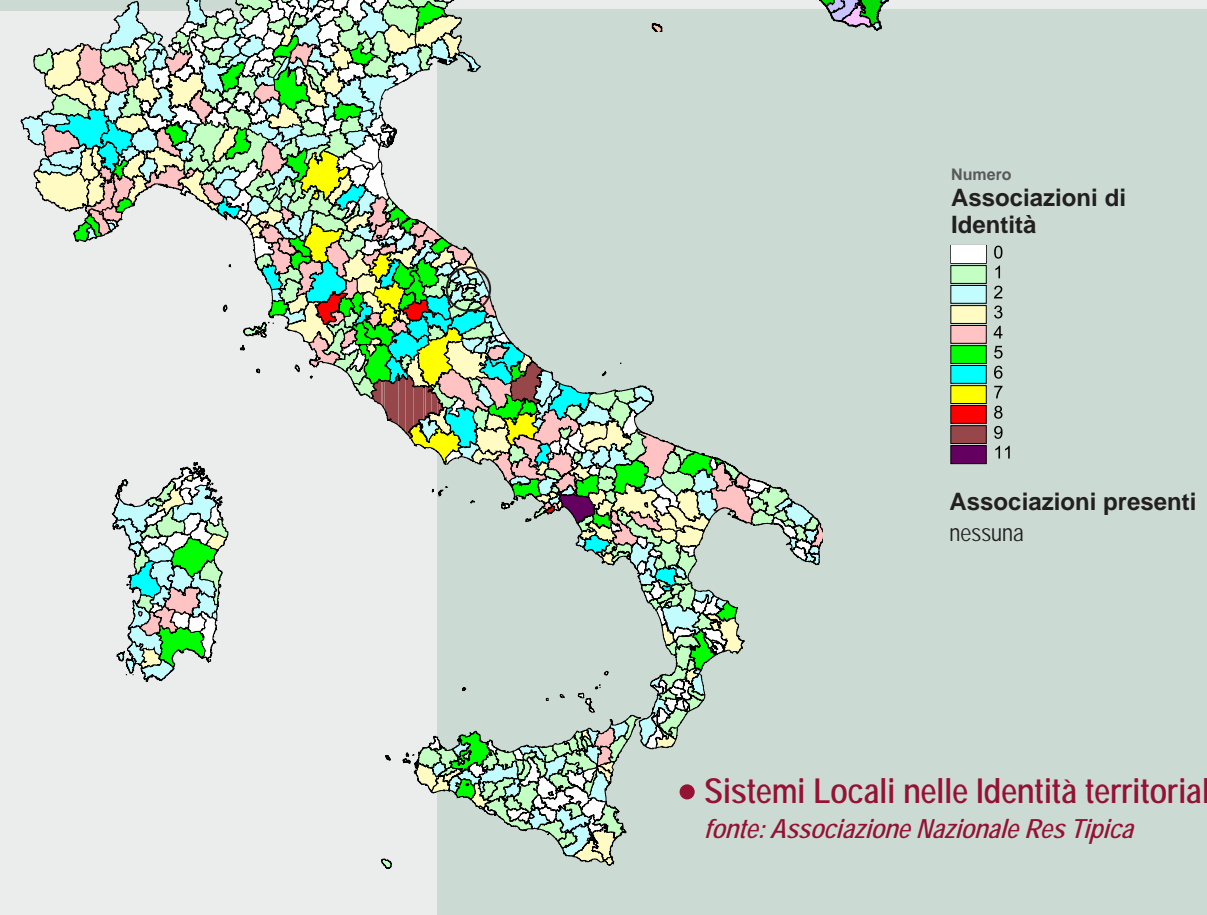 Numero
Associazioni di
Identità
0
1
2
3
4
5
6
7
8
9
11
Associazioni presenti
nessuna
• Sistemi Locali nelle Identità territorial
fonte: Associazione Nazionale Res Tipica